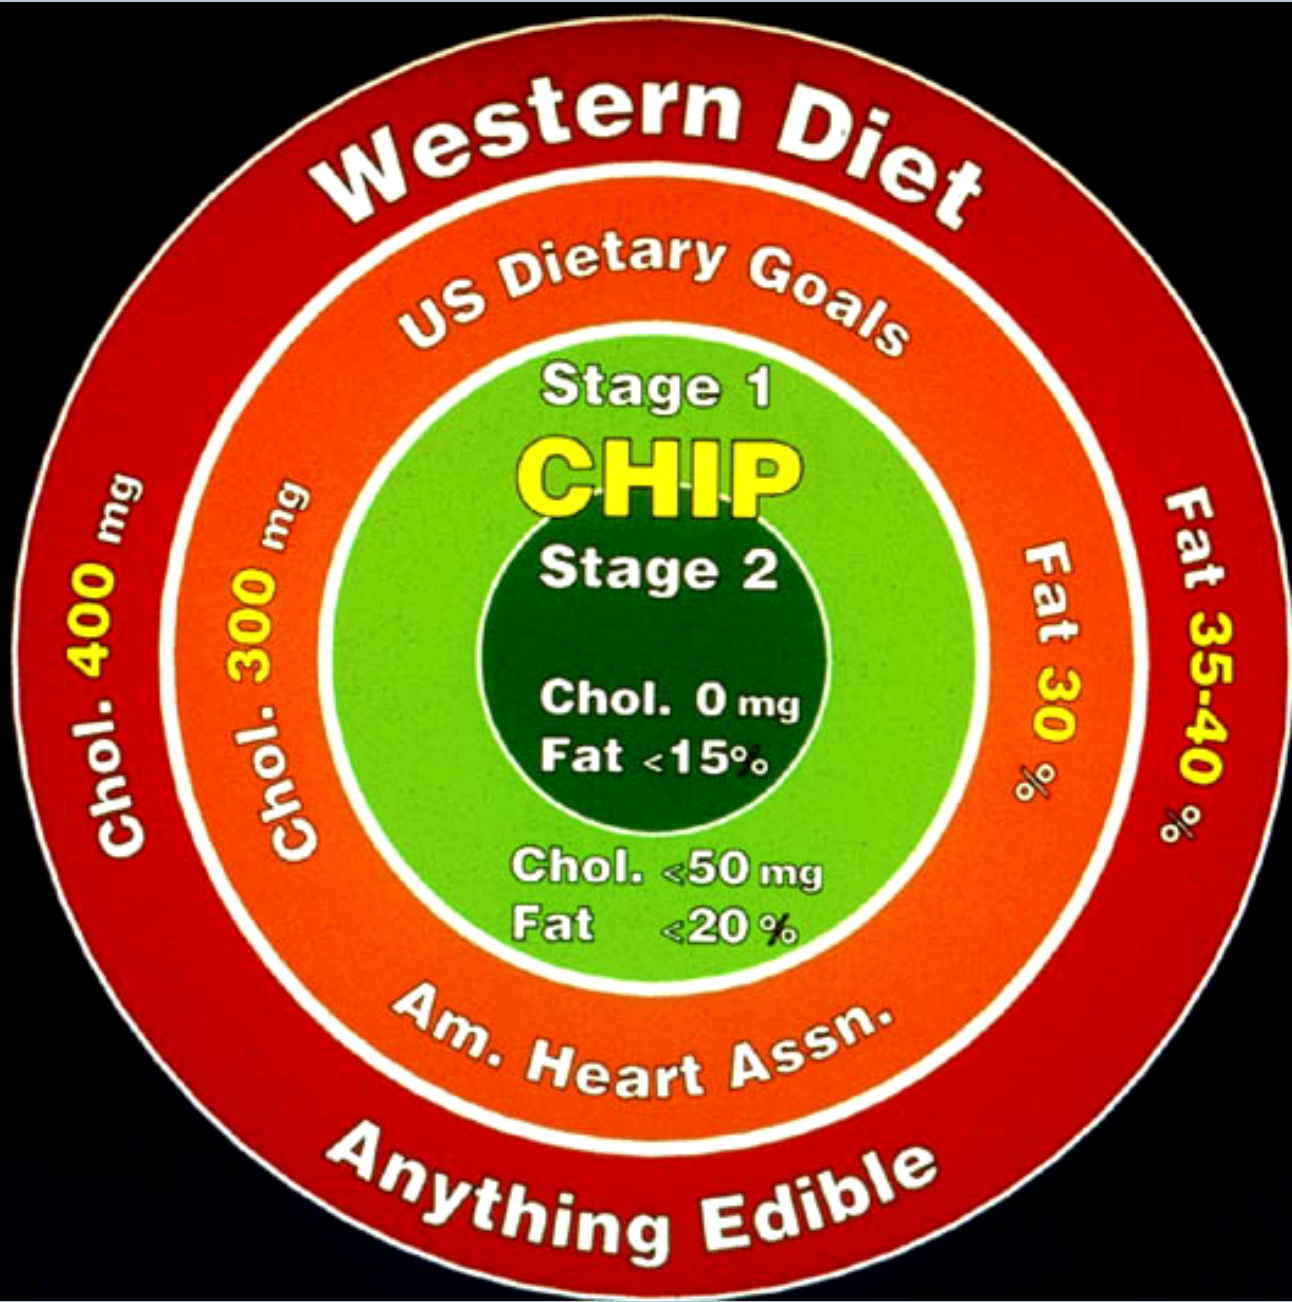 Western Diet
US Dietary Goals
Stage 1
CHIP
Stage 2
Chol. 400 mg
Chol. 300 mg
Fat 30 %
Fat 35-40 %
Chol. 0 mg
Fat <15%
Chol. <50 mg
Fat <20 %
Am. Heart Assn.
Anything Edible